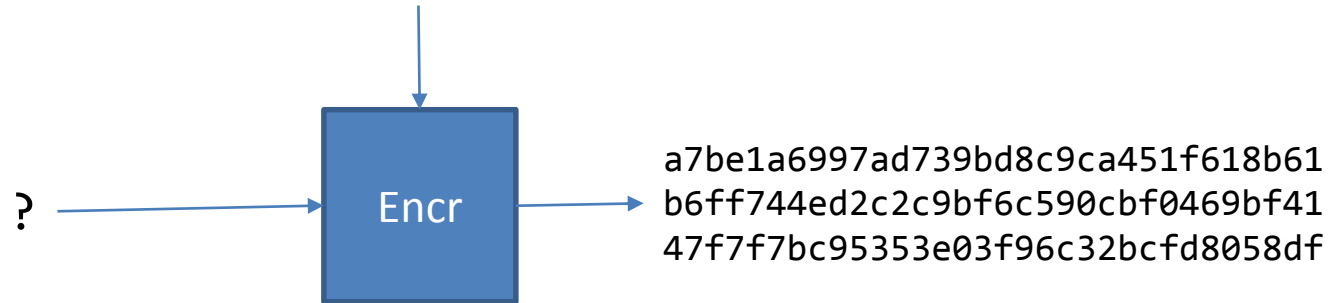 ?
Encr
a7be1a6997ad739bd8c9ca451f618b61
b6ff744ed2c2c9bf6c590cbf0469bf41
47f7f7bc95353e03f96c32bcfd8058df